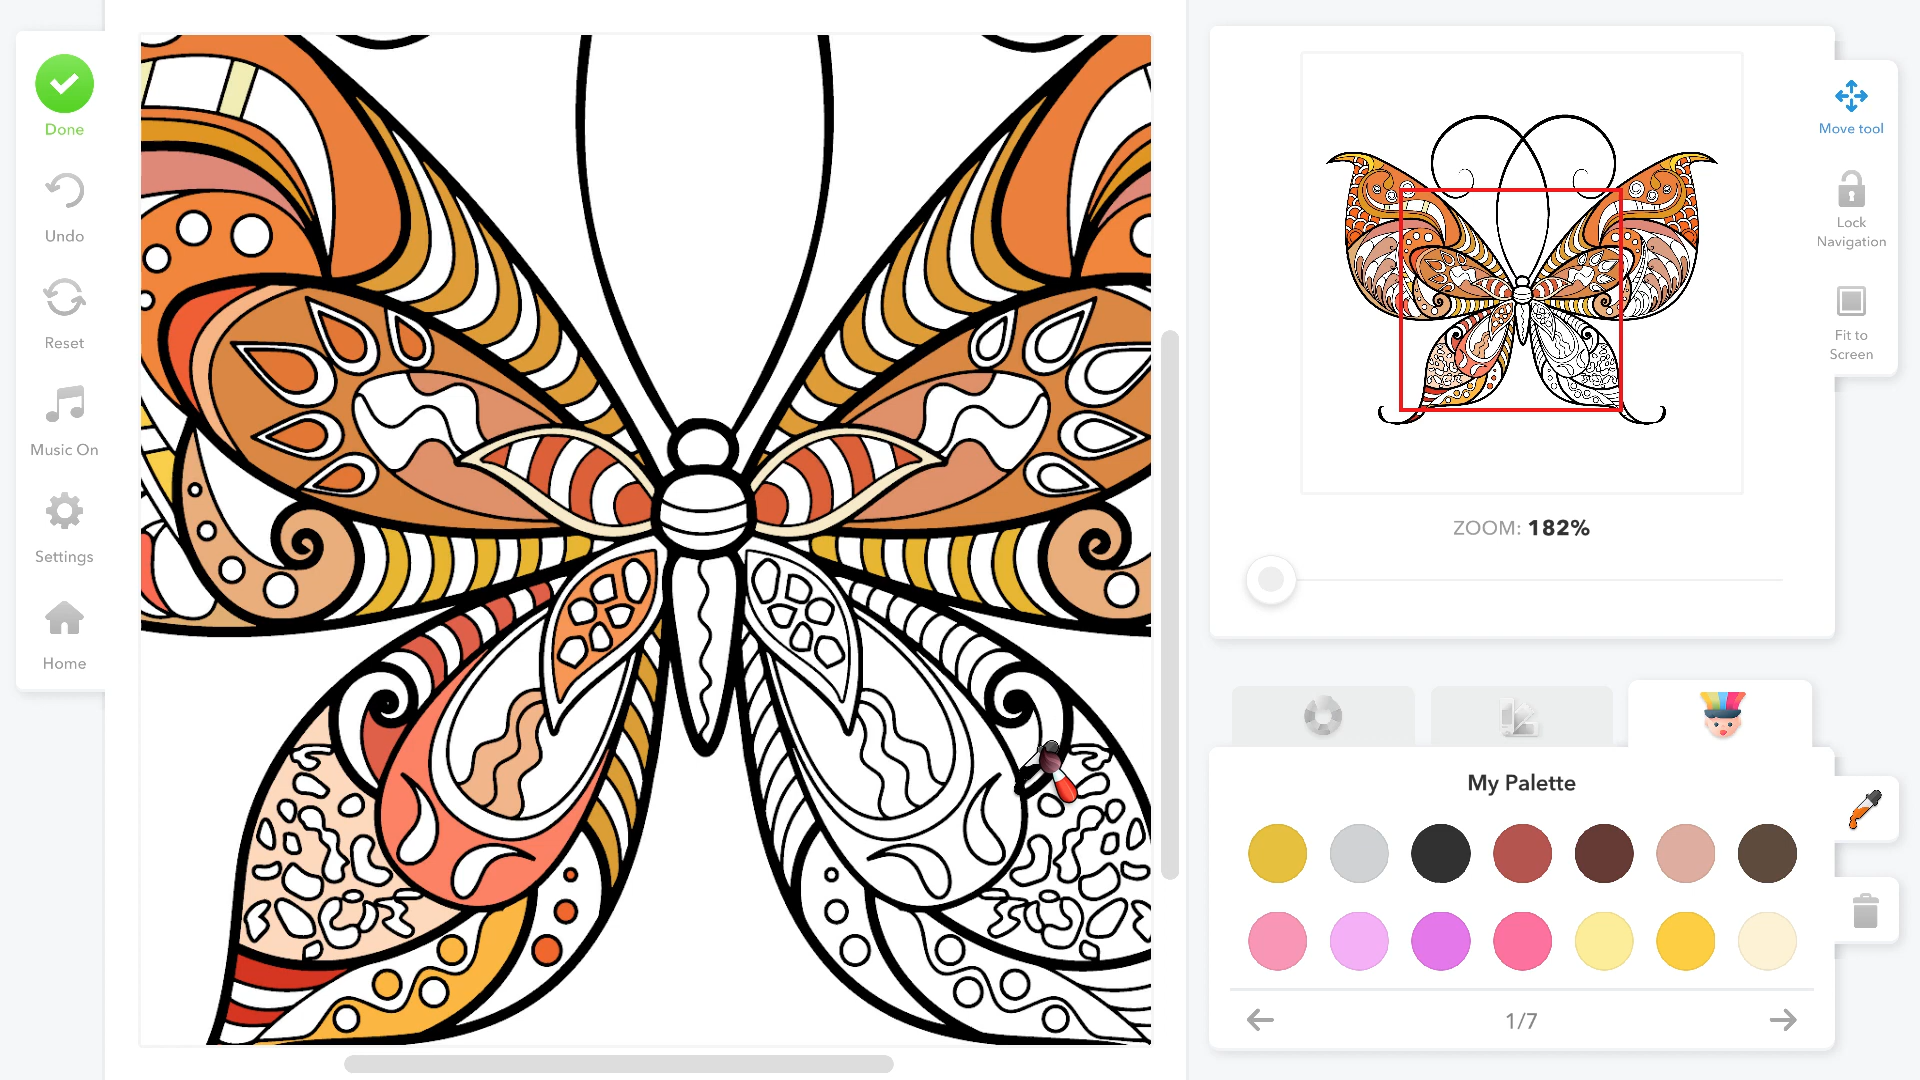 Done
Undo
Reset
Music On
Settings
Home
Move tool
Lock
Navigation
Fit to
Screen
ZOOM: 182%
My Palette
1/7